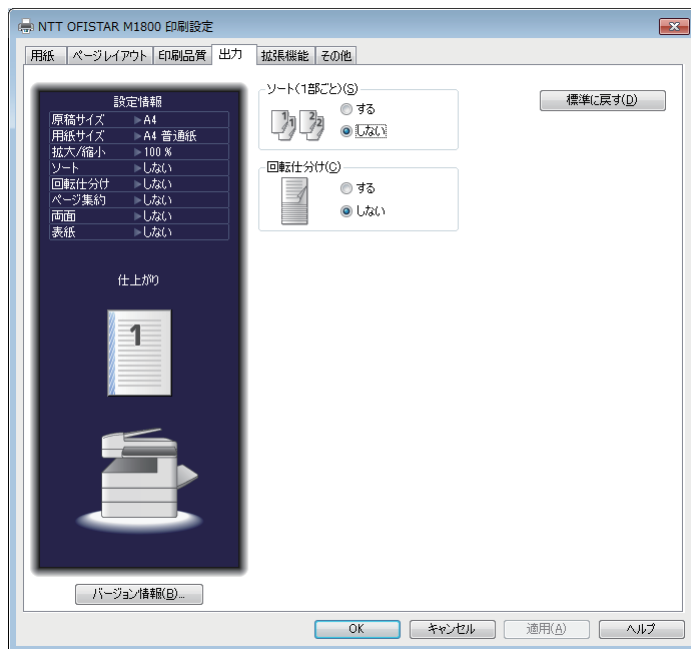 NTT OFISTAR M1800 印刷設定
用紙 ページレイアウト 印刷品質 出力 拡張機能 その他
設定情報
原稿サイズ ▶A4
用紙サイズ ▶A4 普通紙
拡大/縮小 ▶100 %
ソート ▶しない
回転仕分け ▶しない
ページ集約 ▶しない
両面 ▶しない
表紙 ▶しない
仕上がり
1
バージョン情報(B)...
ソート(1部ごと)(S)
1 1 2 2
する
しない
回転仕分け(C)
する
しない
標準に戻す(D)
OK キャンセル 適用(A) ヘルプ